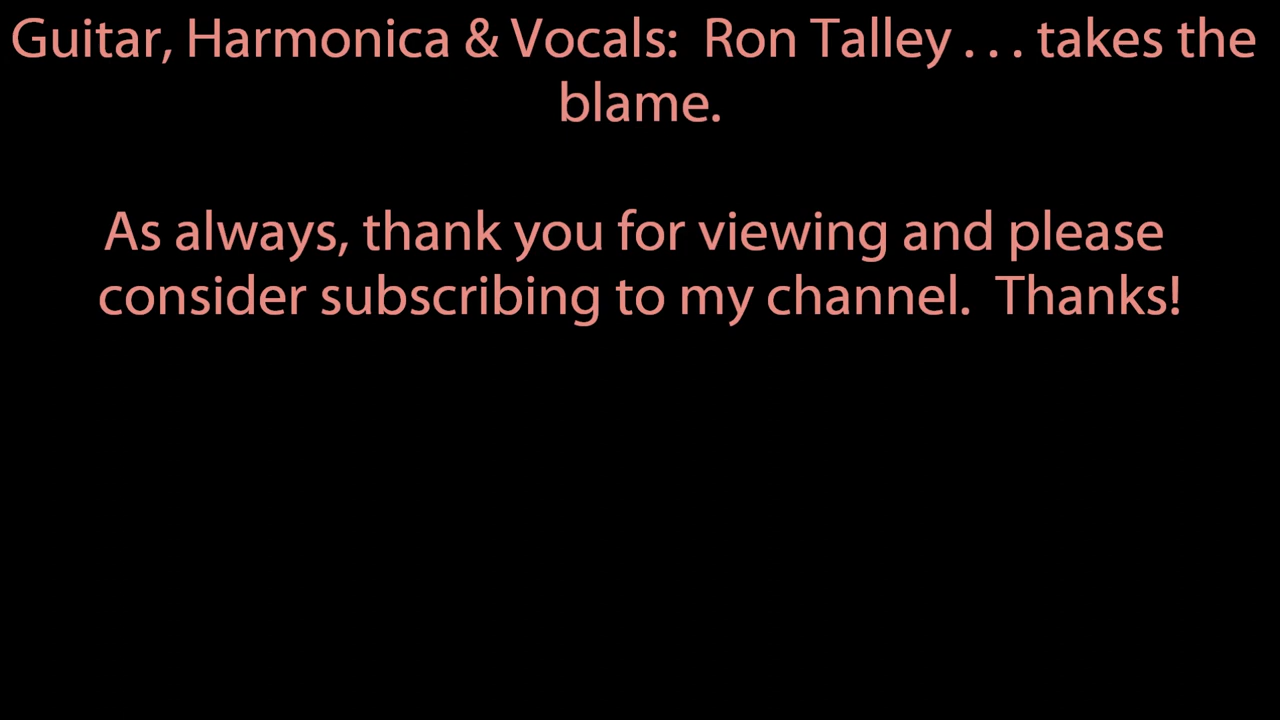 Guitar, Harmonica & Vocals:  Ron Talley . . . takes the
blame.
As always, thank you for viewing and please
consider subscribing to my channel.  Thanks!